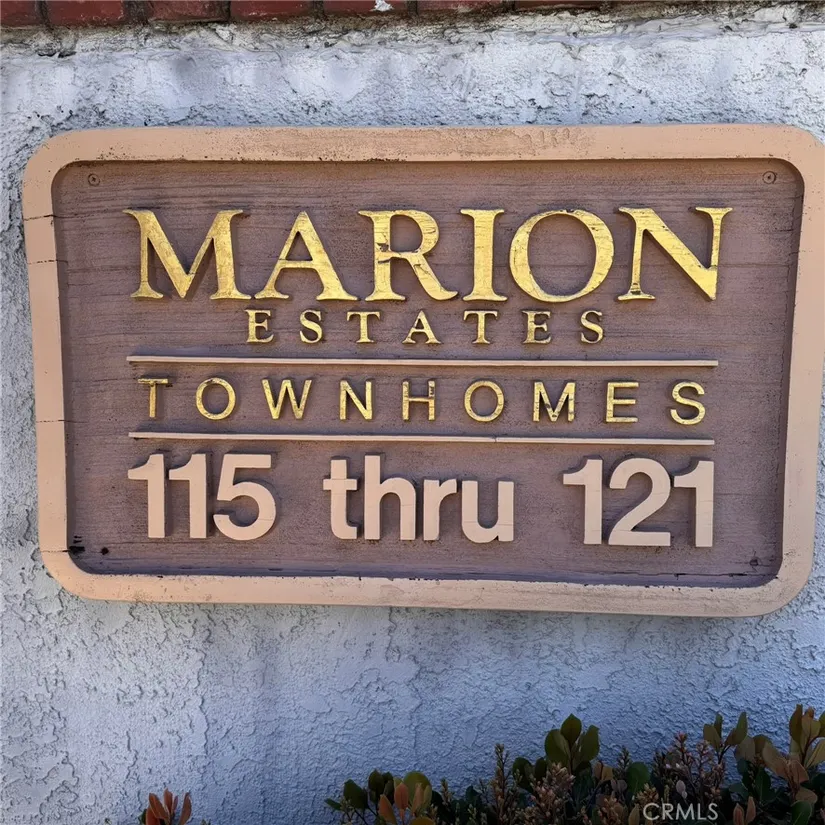 MARION
ESTATES
TOWNHOMES
115 thru 121
CRMLS